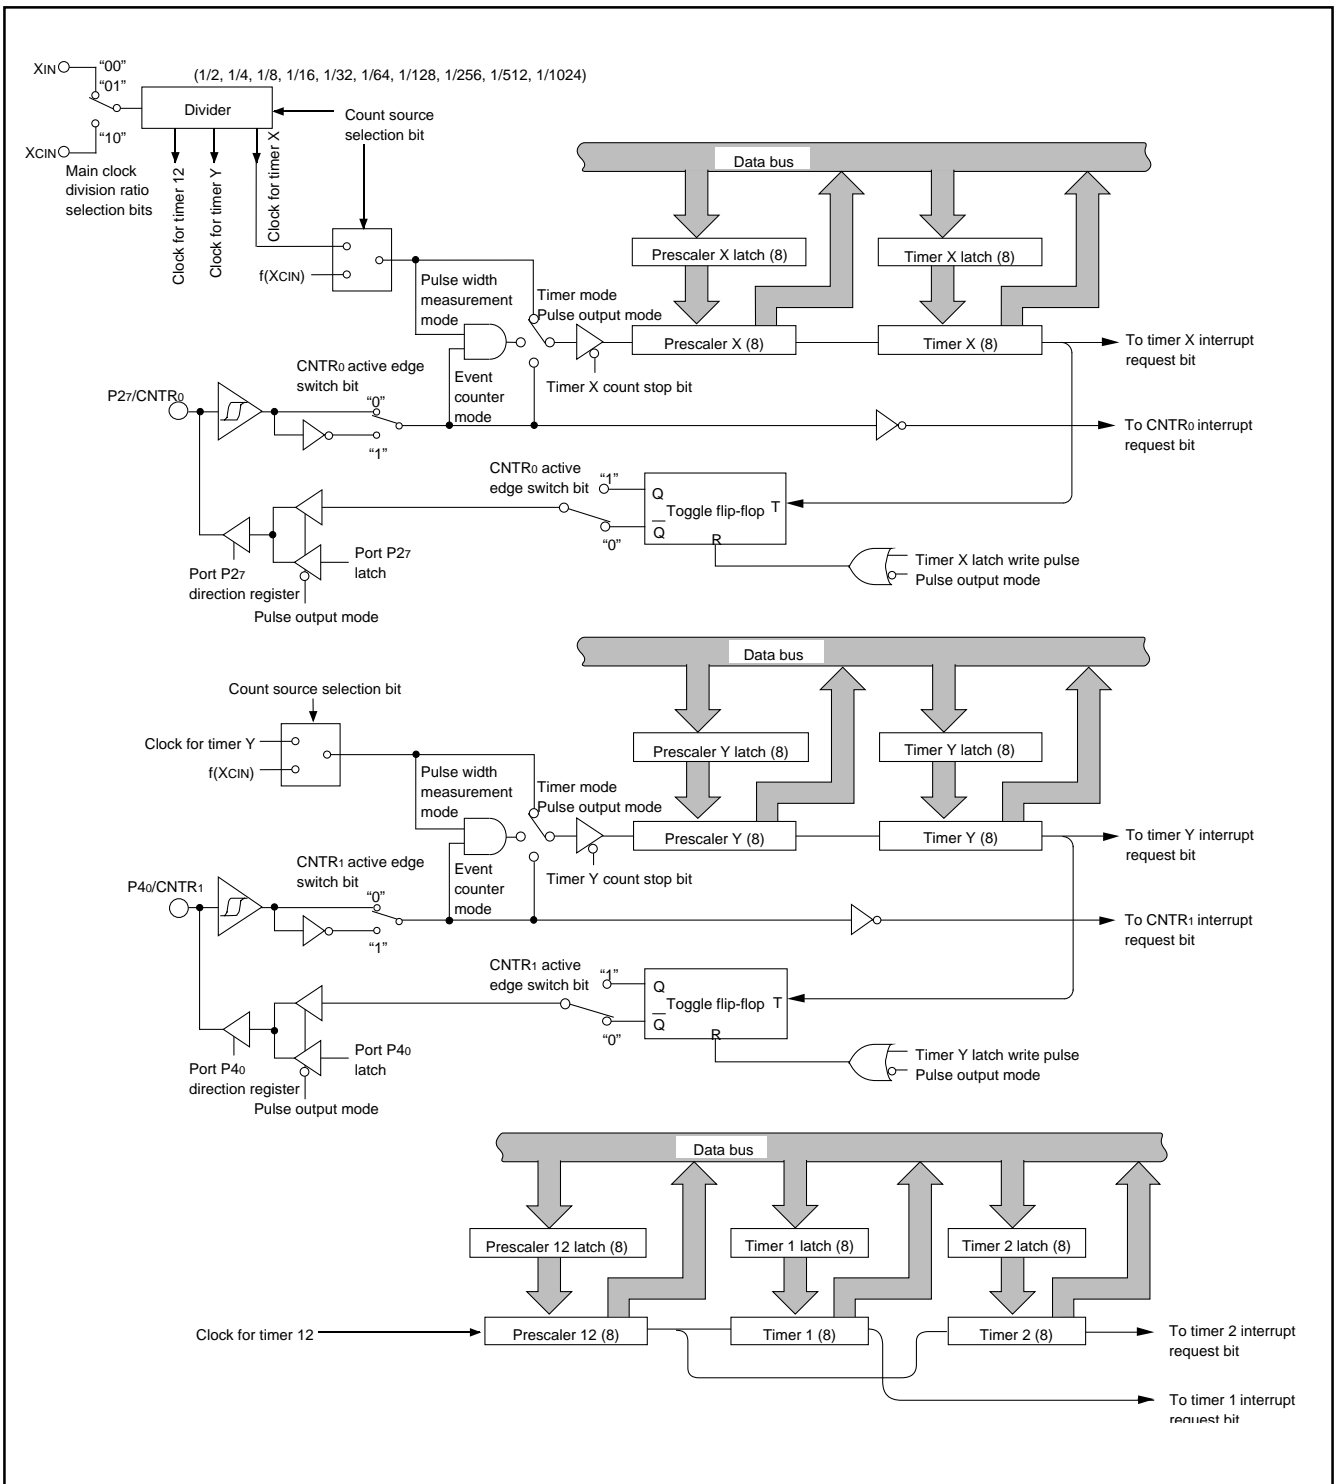 XIN
“00”
“01”
“10”
XCIN
(1/2, 1/4, 1/8, 1/16, 1/32, 1/64, 1/128, 1/256, 1/512, 1/1024)
Divider
Count source
selection bit
Main clock
division ratio
selection bits
Clock for timer 12
Clock for timer Y
Clock for timer X
f(XCIN)
Data bus
Prescaler X latch (8)
Timer X latch (8)
Pulse width
measurement
mode
Timer mode
Pulse output mode
Prescaler X (8)
Timer X (8)
To timer X interrupt
request bit
Timer X count stop bit
Event
counter
mode
CNTR0 active edge
switch bit
P27/CNTR0
“0”
“1”
To CNTR0 interrupt
request bit
CNTR0 active
edge switch bit
“1”
“0”
Q
Toggle flip-flop
T
Q
R
Timer X latch write pulse
Pulse output mode
Port P27
latch
Port P27
direction register
Pulse output mode
Data bus
Count source selection bit
Clock for timer Y
f(XCIN)
Prescaler Y latch (8)
Timer Y latch (8)
Pulse width
measurement
mode
Timer mode
Pulse output mode
Prescaler Y (8)
Timer Y (8)
To timer Y interrupt
request bit
Timer Y count stop bit
Event
counter
mode
CNTR1 active edge
switch bit
P40/CNTR1
“0”
“1”
To CNTR1 interrupt
request bit
CNTR1 active
edge switch bit
“1”
“0”
Q
Toggle flip-flop
T
Q
R
Timer Y latch write pulse
Pulse output mode
Port P40
latch
Port P40
direction register
Pulse output mode
Data bus
Prescaler 12 latch (8)
Timer 1 latch (8)
Timer 2 latch (8)
Clock for timer 12
Prescaler 12 (8)
Timer 1 (8)
Timer 2 (8)
To timer 2 interrupt
request bit
To timer 1 interrupt
request bit